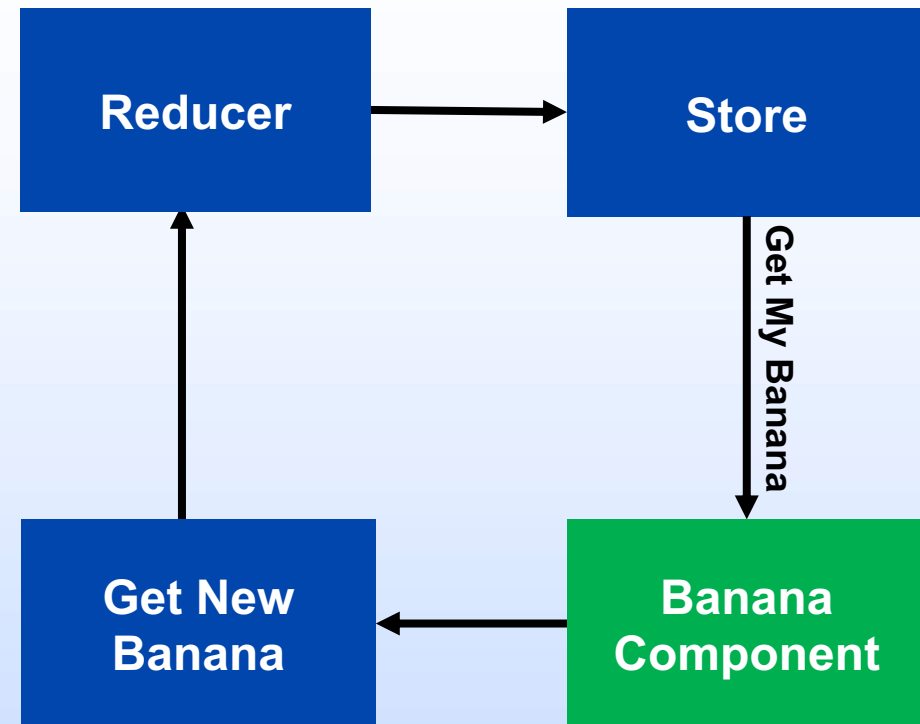 Reducer
Store
Get My Banana
Get New
Banana
Banana
Component